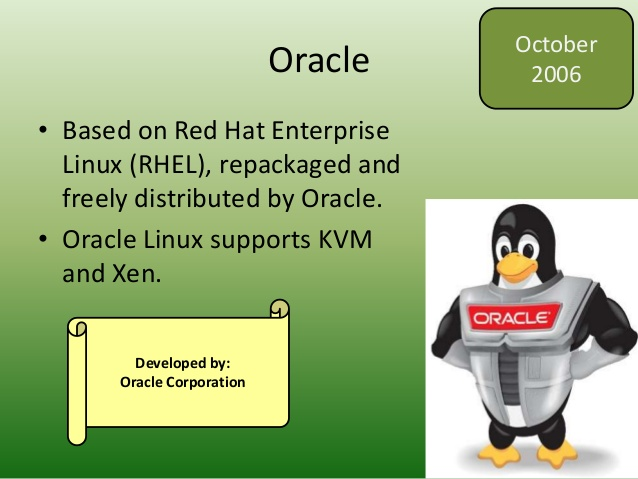 Oracle
October
2006
• Based on Red Hat Enterprise
Linux (RHEL), repackaged and
freely distributed by Oracle.
• Oracle Linux supports KVM
and Xen.
Developed by:
Oracle Corporation
ORACLE